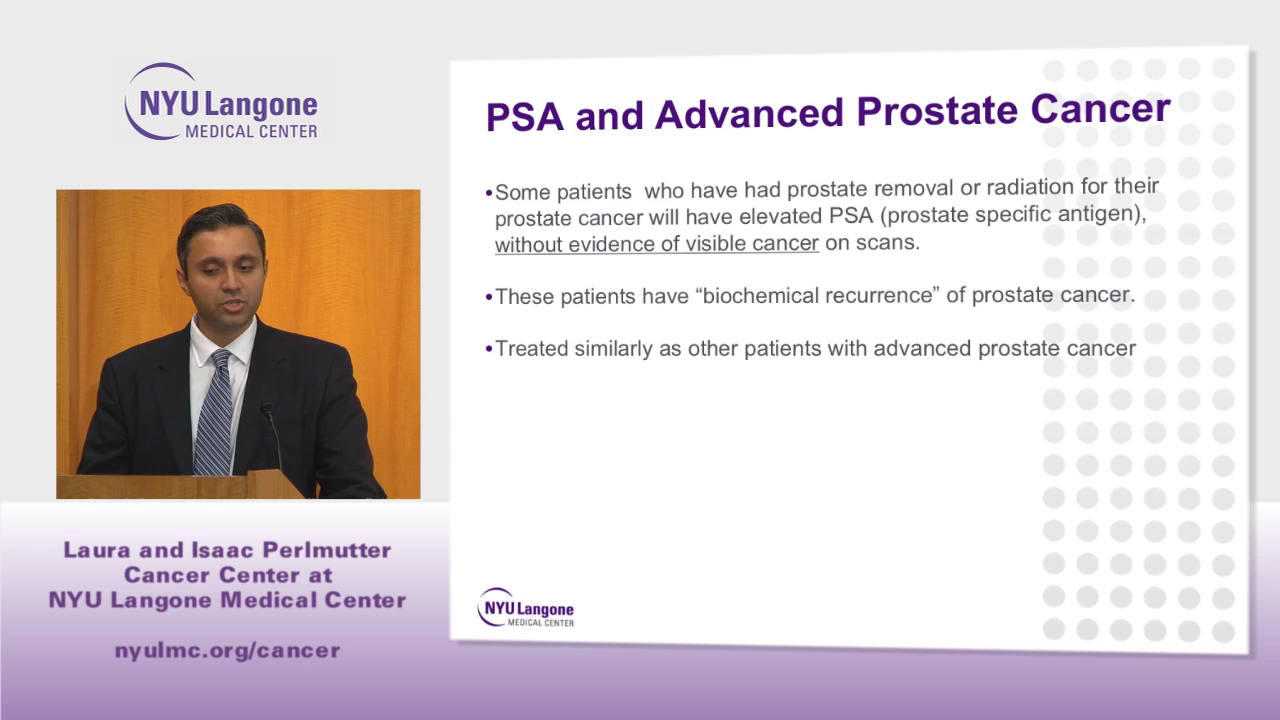 NYU Langone
MEDICAL CENTER
PSA and Advanced Prostate Cancer
•Some patients who have had prostate removal or radiation for their
prostate cancer will have elevated PSA (prostate specific antigen),
without evidence of visible cancer on scans.
•These patients have “biochemical recurrence” of prostate cancer.
•Treated similarly as other patients with advanced prostate cancer
NYU Langone
MEDICAL CENTER
Laura and Isaac Perlmutter
Cancer Center at
NYU Langone Medical Center
nyulmc.org/cancer